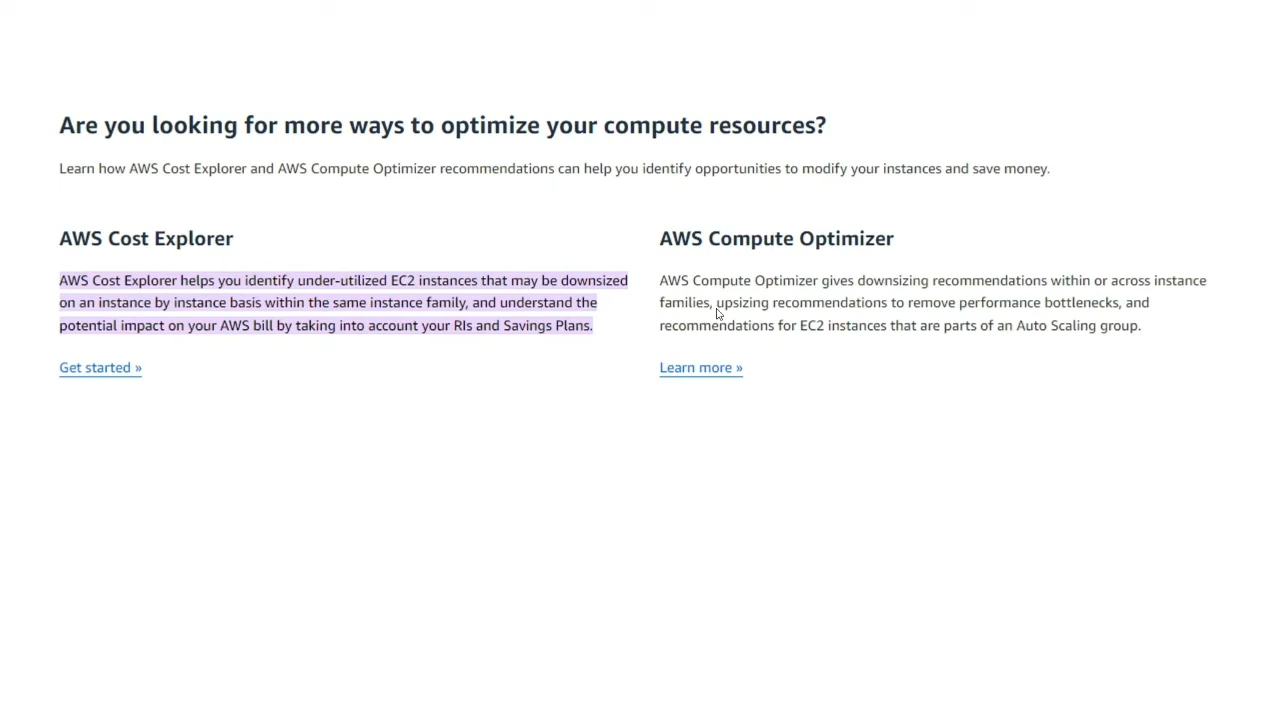 Are you looking for more ways to optimize your compute resources?
Learn how AWS Cost Explorer and AWS Compute Optimizer recommendations can help you identify opportunities to modify your instances and save money.
AWS Cost Explorer
AWS Cost Explorer helps you identify under-utilized EC2 instances that may be downsized
on an instance by instance basis within the same instance family, and understand the
potential impact on your AWS bill by taking into account your RIs and Savings Plans.
Get started »
AWS Compute Optimizer
AWS Compute Optimizer gives downsizing recommendations within or across instance
families, upsizing recommendations to remove performance bottlenecks, and
recommendations for EC2 instances that are parts of an Auto Scaling group.
Learn more »